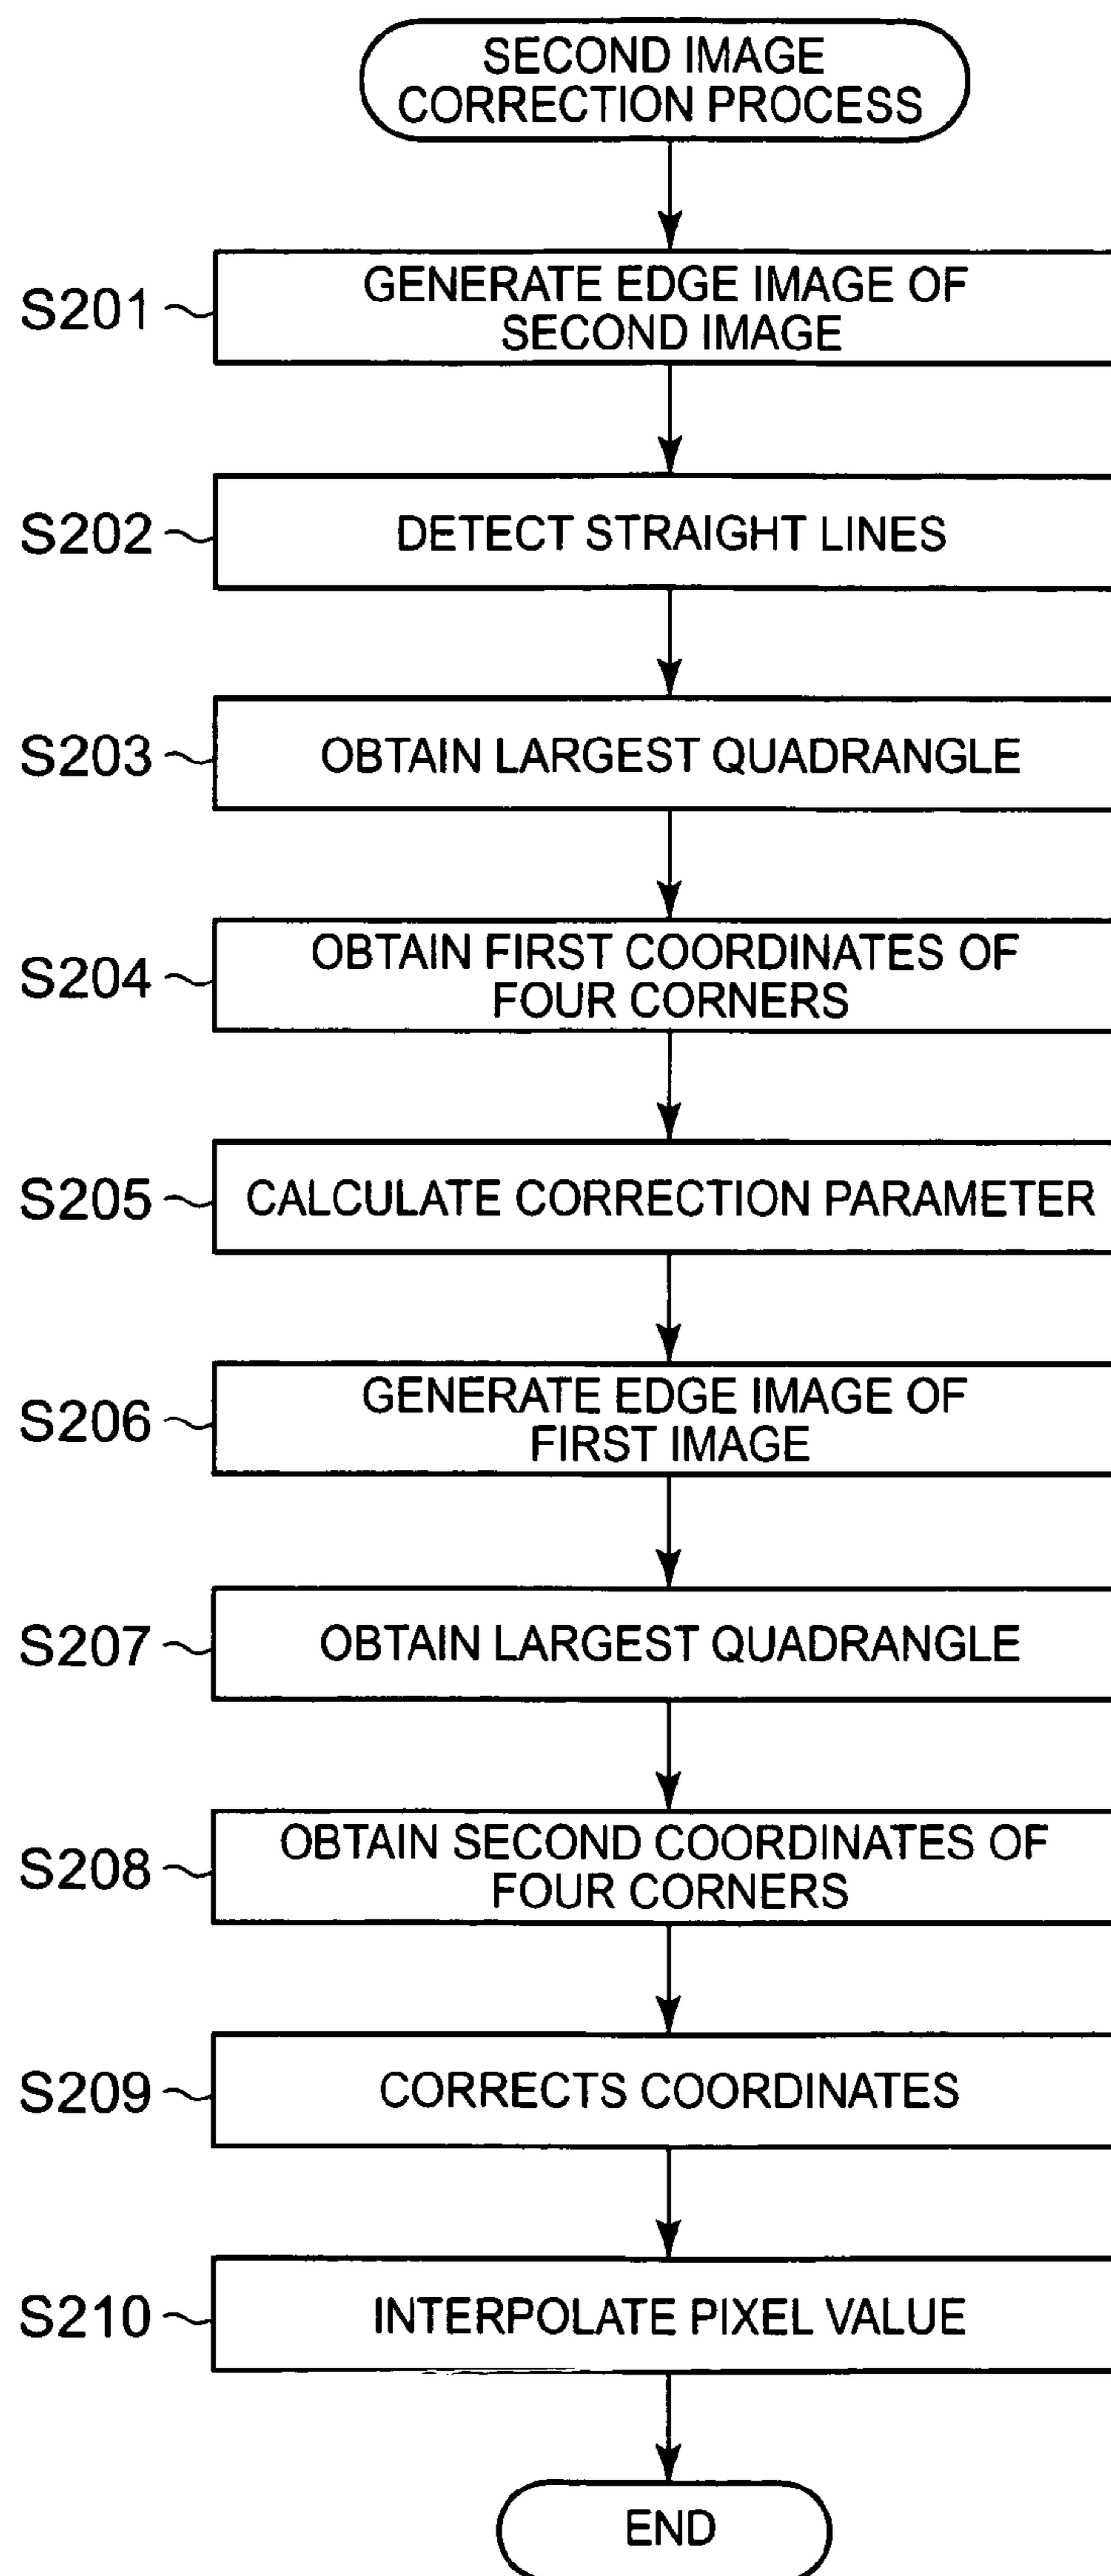 SECOND IMAGE
CORRECTION PROCESS
S201
GENERATE EDGE IMAGE OF
SECOND IMAGE
S202
DETECT STRAIGHT LINES
S203
OBTAIN LARGEST QUADRANGLE
S204
OBTAIN FIRST COORDINATES OF
FOUR CORNERS
S205
CALCULATE CORRECTION PARAMETER
S206
GENERATE EDGE IMAGE OF
FIRST IMAGE
S207
OBTAIN LARGEST QUADRANGLE
S208
OBTAIN SECOND COORDINATES OF
FOUR CORNERS
S209
CORRECTS COORDINATES
S210
INTERPOLATE PIXEL VALUE
END